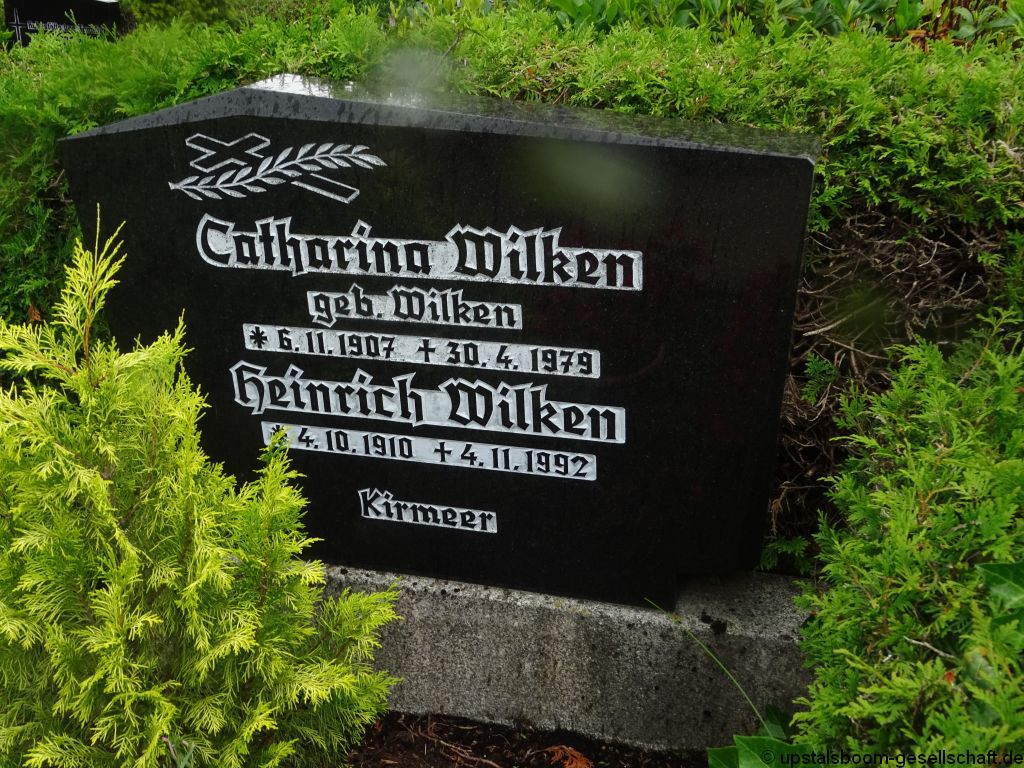 Catharina Wilken
geb. Wilken
* 6.11.1907 + 30.4.1979
Heinrich Wilken
* 4.10.1910 + 4.11.1992
Kirmeer
© upstalsboom-gesellschaft.de